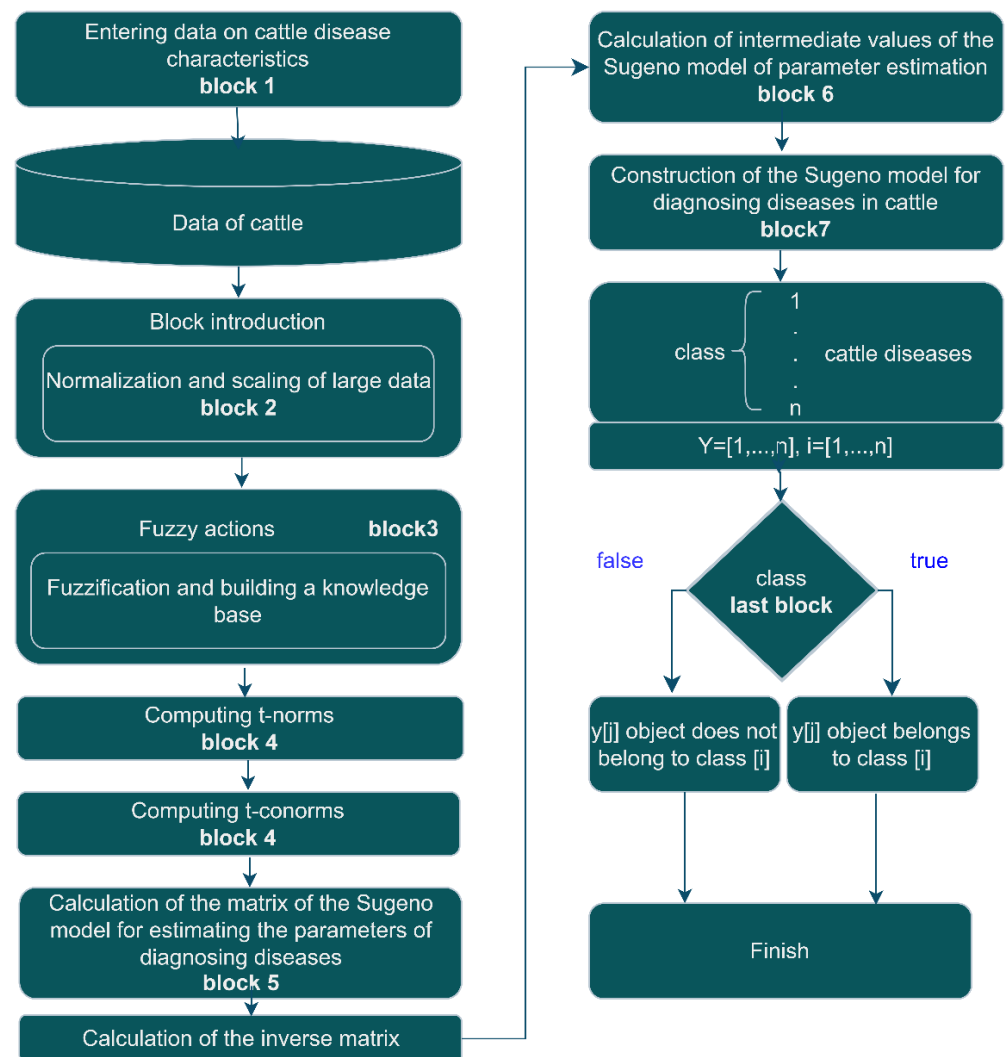 Entering data on cattle disease
characteristics
block 1
Data of cattle
Block introduction
Normalization and scaling of large data
block 2
Fuzzy actions block3
Fuzzification and building a knowledge
base
Computing t-norms
block 4
Computing t-conorms
block 4
Calculation of the matrix of the Sugeno
model for estimating the parameters of
diagnosing diseases
block 5
Calculation of the inverse matrix
Calculation of intermediate values of the
Sugeno model of parameter estimation
block 6
Construction of the Sugeno model for
diagnosing diseases in cattle
block7
1
.
class . cattle diseases
.
n
Y=[1,...,n], i=[1,...,n]
false true
class
last block
y[j] object does not
belong to class [i]
y[j] object belongs
to class [i]
Finish